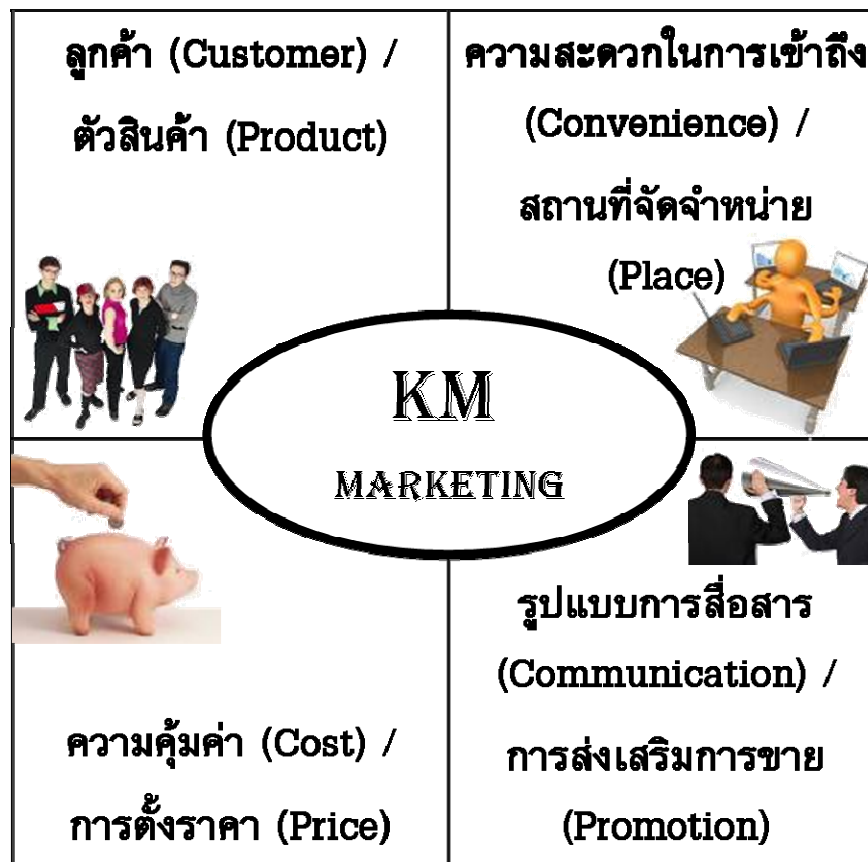 ลูกค้า (Customer) /
ตัวสินค้า (Product)
ความสะดวกในการเข้าถึง
(Convenience) /
สถานที่จัดจำหน่าย
(Place)
KM
MARKETING
ความคุ้มค่า (Cost) /
การตั้งราคา (Price)
รูปแบบการสื่อสาร
(Communication) /
การส่งเสริมการขาย
(Promotion)